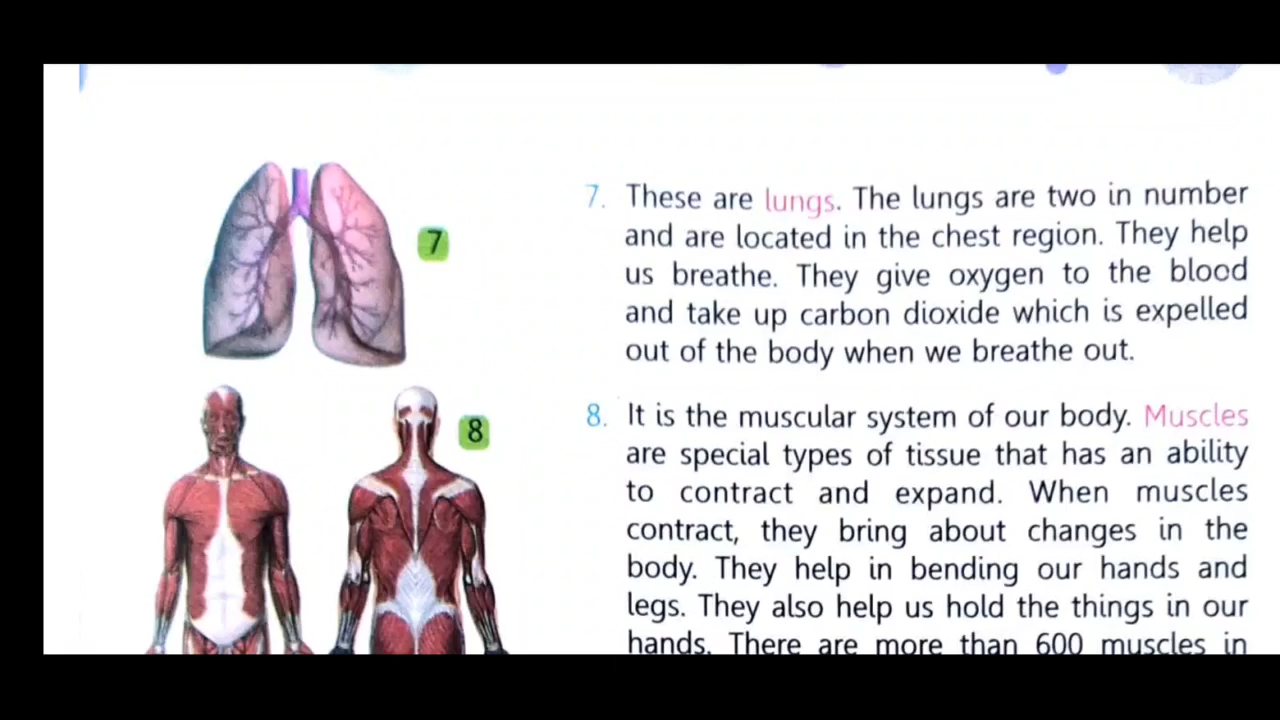 7
7. These are lungs. The lungs are two in number
and are located in the chest region. They help
us breathe. They give oxygen to the blood
and take up carbon dioxide which is expelled
out of the body when we breathe out.
8
8. It is the muscular system of our body. Muscles
are special types of tissue that has an ability
to contract and expand. When muscles
contract, they bring about changes in the
body. They help in bending our hands and
legs. They also help us hold the things in our
hands. There are more than 600 muscles in